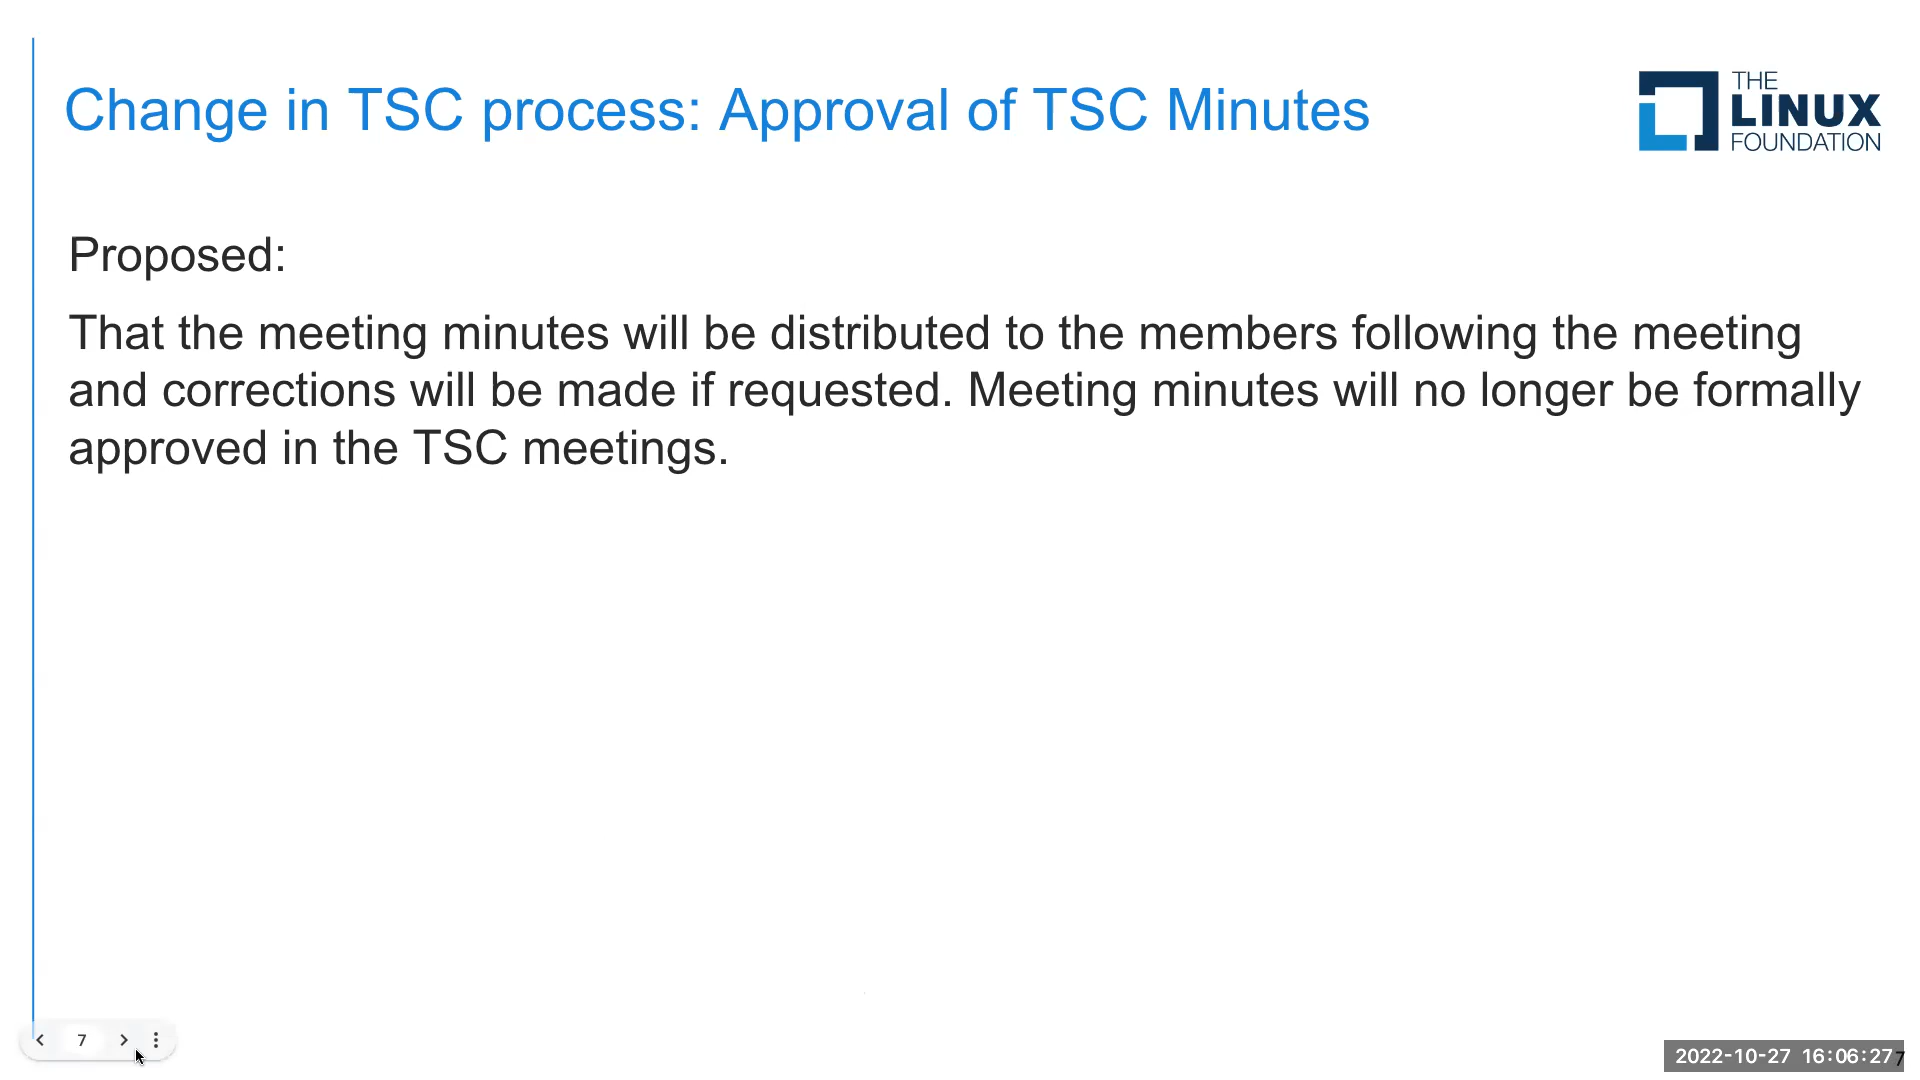 Change in TSC process: Approval of TSC Minutes
THE
LINUX
FOUNDATION
Proposed:
That the meeting minutes will be distributed to the members following the meeting
and corrections will be made if requested. Meeting minutes will no longer be formally
approved in the TSC meetings.
7
2022-10-27 16:06:27
7